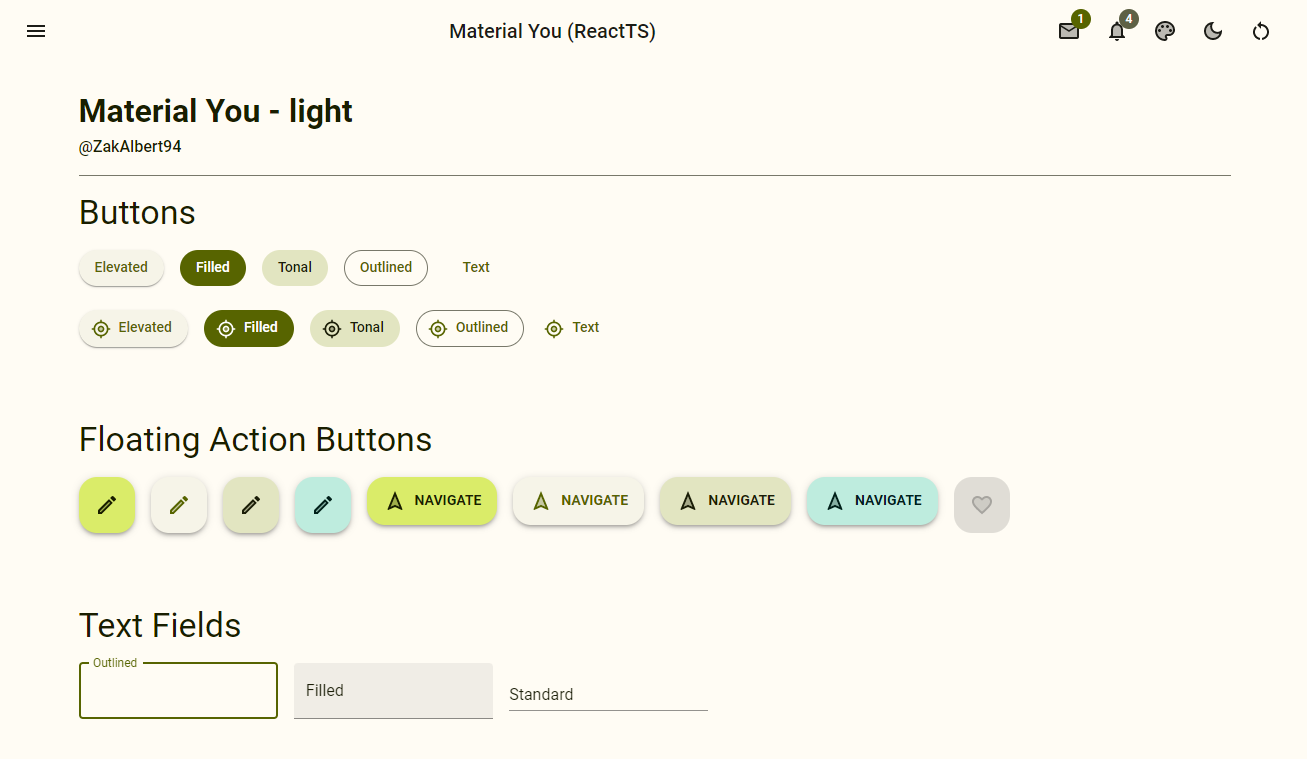 Material You (ReactTS) 1 4
Material You - light
@ZakAlbert94
Buttons
Elevated Filled Tonal Outlined Text
Elevated Filled Tonal Outlined Text
Floating Action Buttons
NAVIGATE NAVIGATE NAVIGATE NAVIGATE
Text Fields
Outlined
Filled Standard